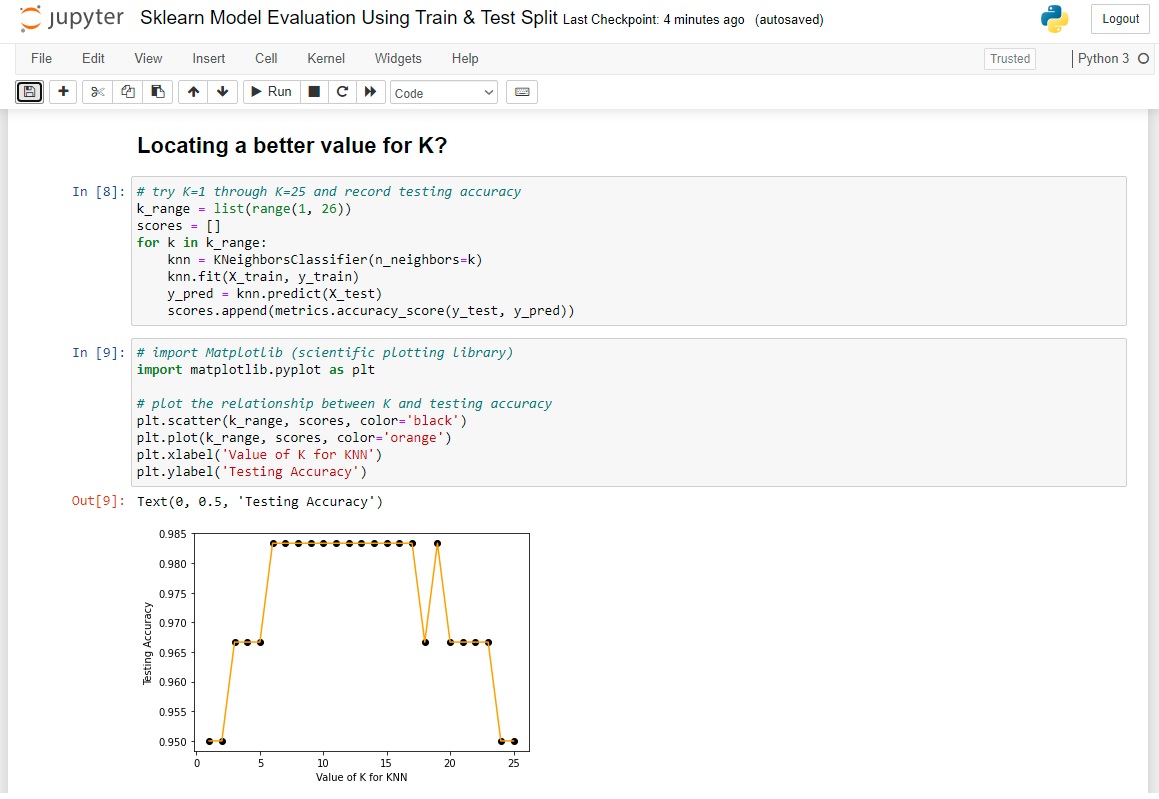 jupyter Sklearn Model Evaluation Using Train & Test Split Last Checkpoint: 4 minutes ago (autosaved)
Logout
File Edit View Insert Cell Kernel Widgets Help
Trusted
Python 3
Run
Code
Locating a better value for K?
In [8]:
# try K=1 through K=25 and record testing accuracy
k_range = list(range(1, 26))
scores = []
for k in k_range:
    knn = KNeighborsClassifier(n_neighbors=k)
    knn.fit(X_train, y_train)
    y_pred = knn.predict(X_test)
    scores.append(metrics.accuracy_score(y_test, y_pred))
In [9]:
# import Matplotlib (scientific plotting library)
import matplotlib.pyplot as plt
# plot the relationship between K and testing accuracy
plt.scatter(k_range, scores, color='black')
plt.plot(k_range, scores, color='orange')
plt.xlabel('Value of K for KNN')
plt.ylabel('Testing Accuracy')
Out[9]: Text(0, 0.5, 'Testing Accuracy')
0.985
0.980
0.975
0.970
0.965
0.960
0.955
0.950
Testing Accuracy
0 5 10 15 20 25
Value of K for KNN